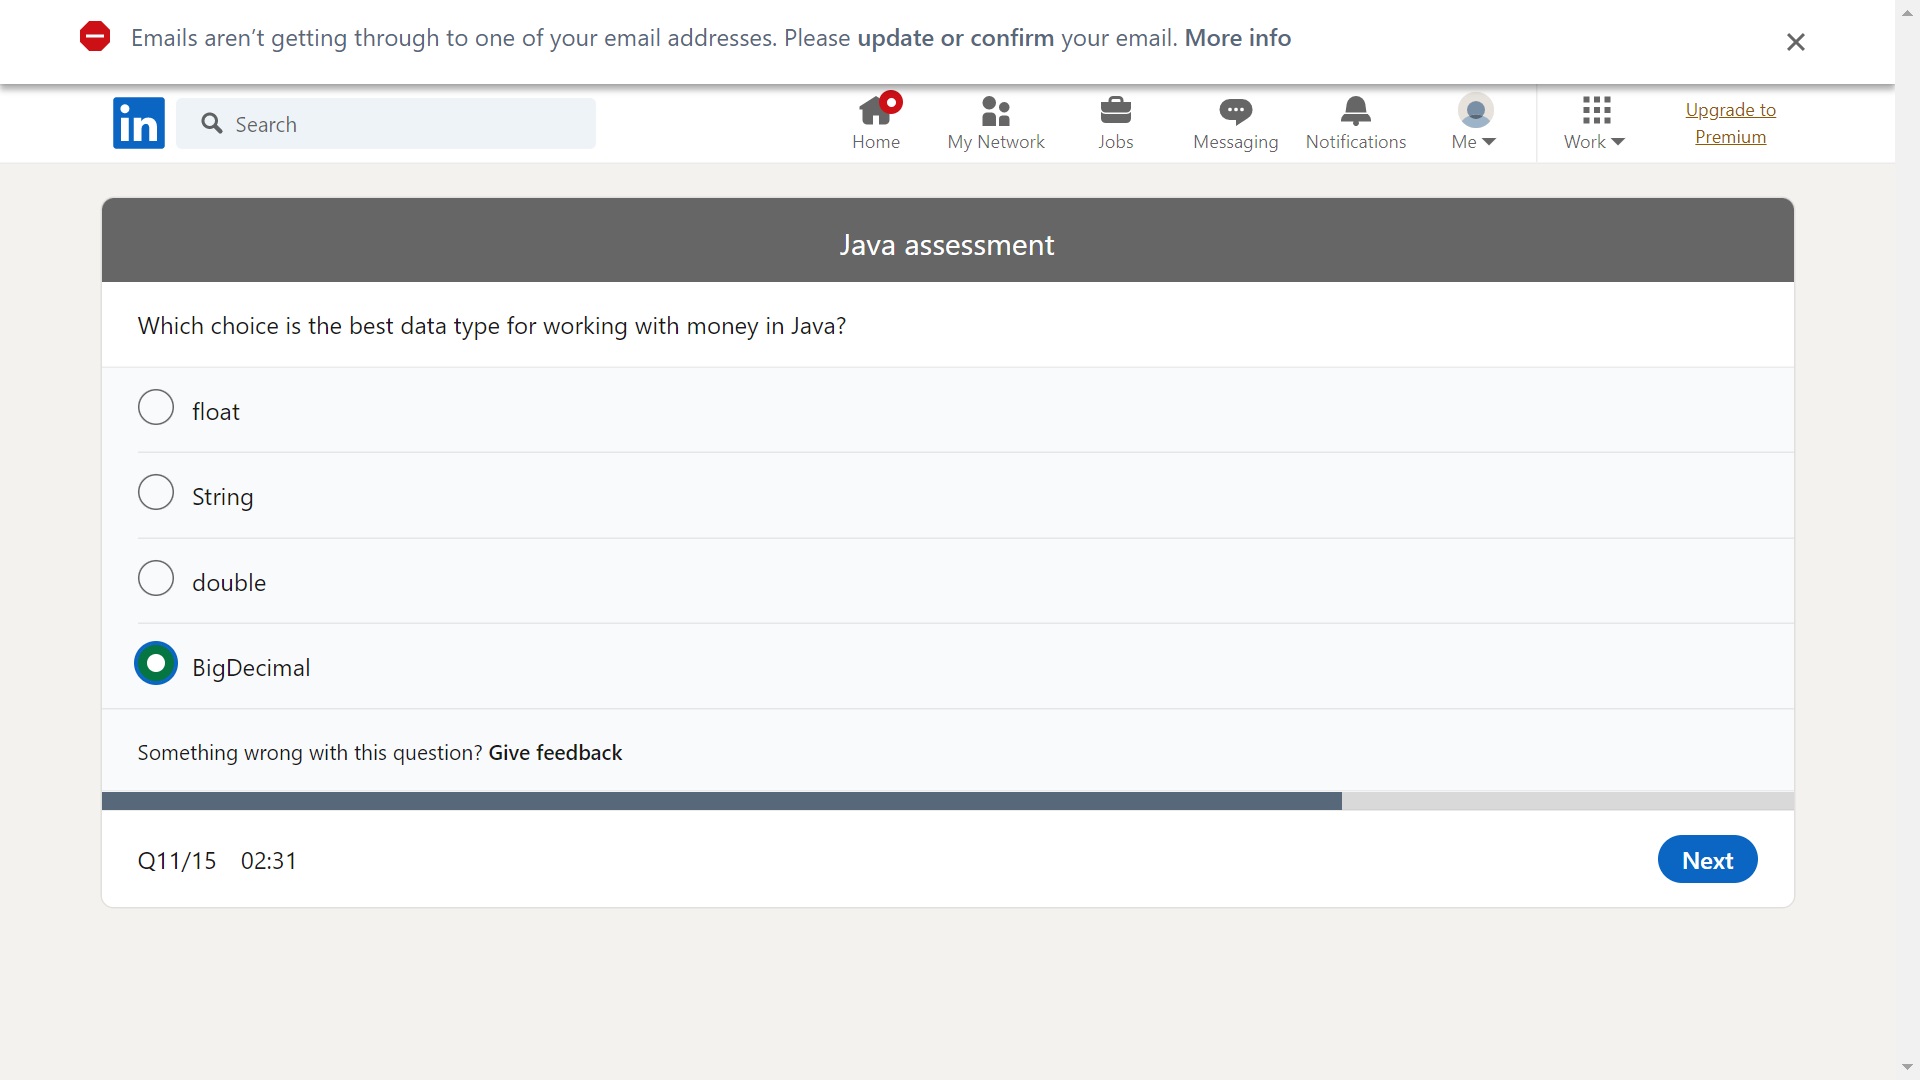 Emails aren't getting through to one of your email addresses. Please update or confirm your email. More info
in
Search
Home
My Network
Jobs
Messaging
Notifications
Me
Work
Upgrade to
Premium
Java assessment
Which choice is the best data type for working with money in Java?
float
String
double
BigDecimal
Something wrong with this question? Give feedback
Q11/15 02:31
Next